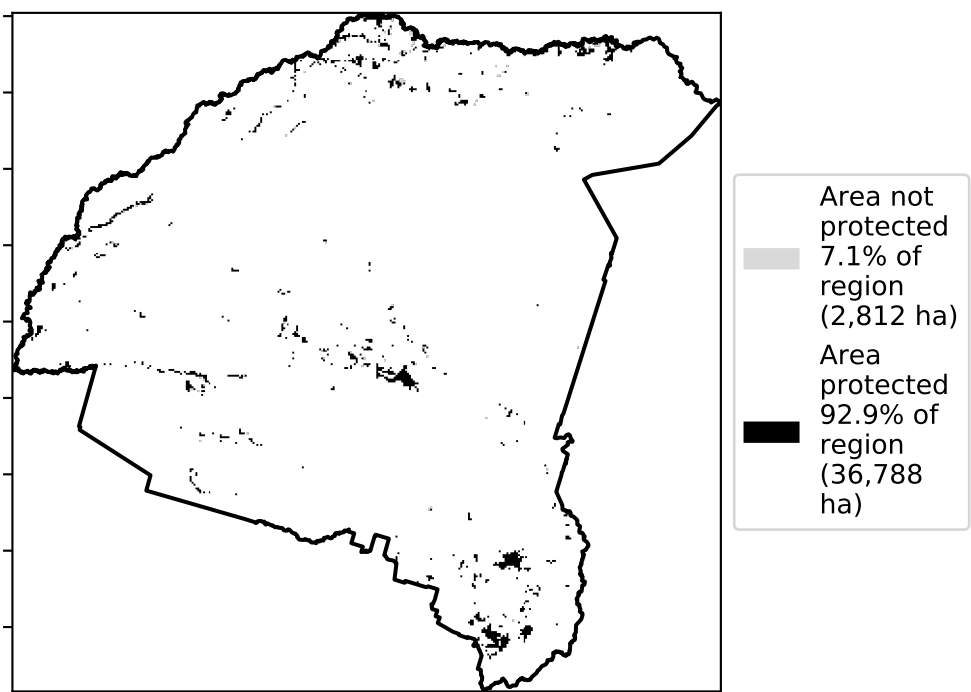 Area not
protected
7.1% of
region
(2,812 ha)
Area
protected
92.9% of
region
(36,788
ha)